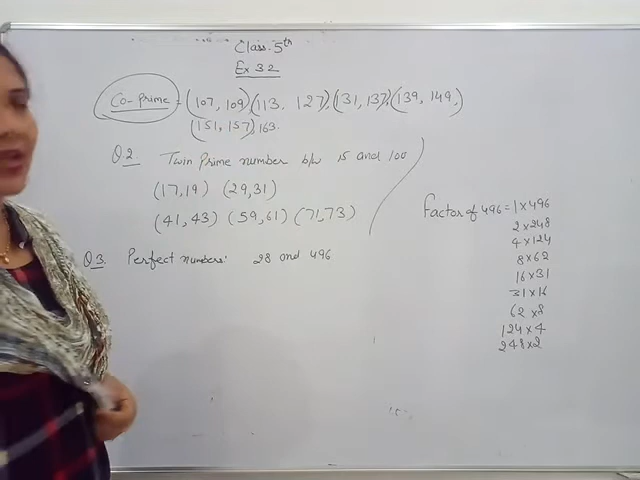 Class. 5th
Ex 32
Co-Prime = (107, 109), (113, 127), (131, 137), (139, 149,)
(151, 157), 163.
Q.2 Twin Prime number b/w 15 and 100
(17,19) (29,31)
(41, 43) (59,61) (71,73)
Q3. Perfect numbers: 28 and 496
Factor of 496 = 1 x 496
2 x 248
4 x 124
8 x 62
16 x 31
31 x 16
62 x 8
124 x 4
248 x 2